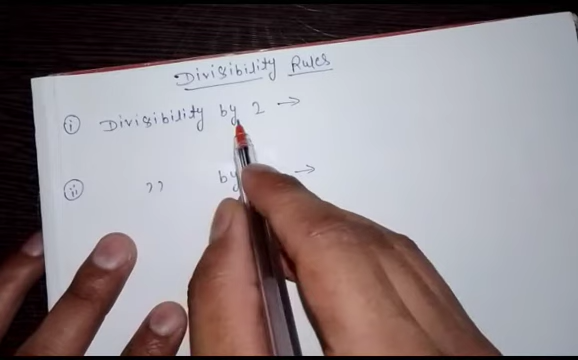 Divisibility Rules
(i) Divisibility by 2 →
(ii) ,, by →